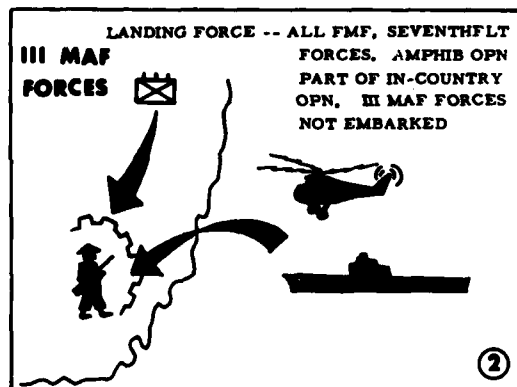 LANDING FORCE -- ALL FMF, SEVENTHFLT
FORCES. AMPHIB OPN
PART OF IN-COUNTRY
OPN. III MAF FORCES
NOT EMBARKED
III MAF
FORCES
2